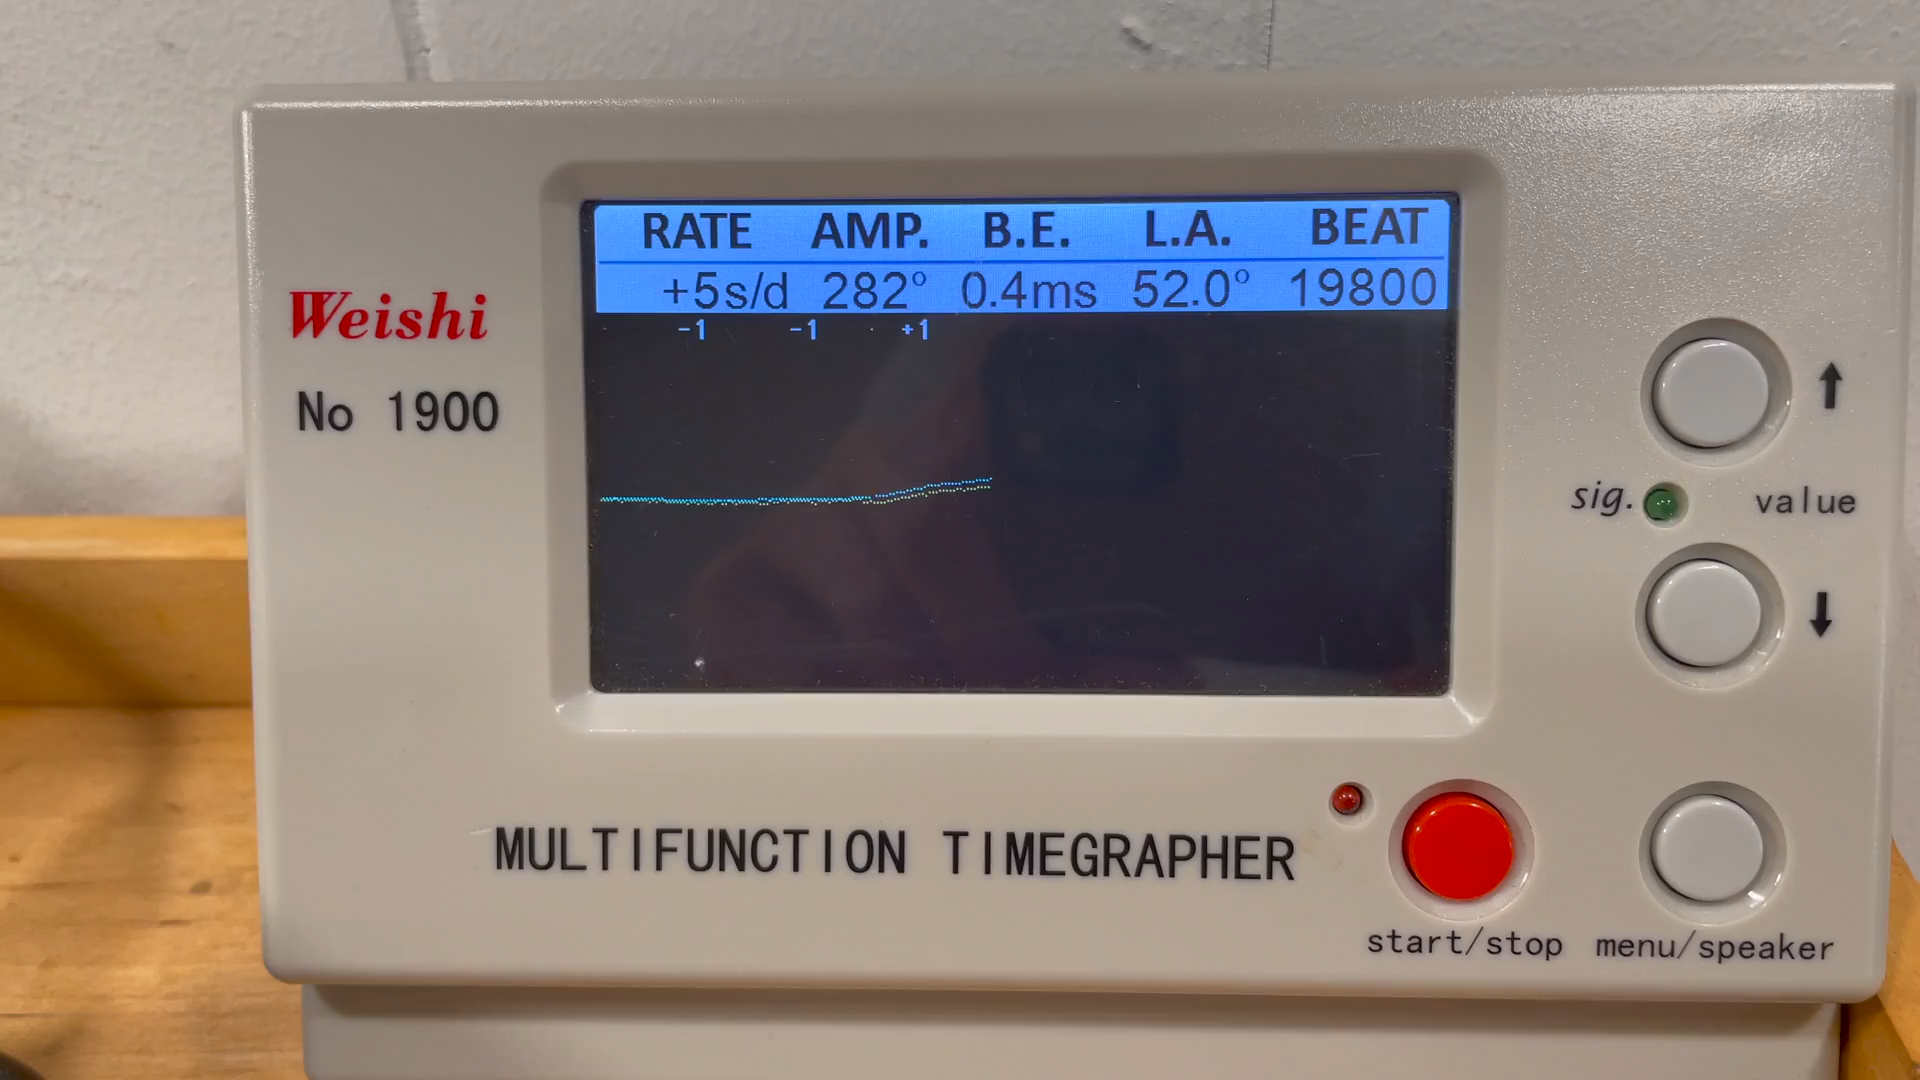 RATE AMP. B.E. L.A. BEAT
+5s/d 282° 0.4ms 52.0° 19800
-1 -1 +1
Weishi
No 1900
sig. value
MULTIFUNCTION TIMEGRAPHER
start/stop menu/speaker